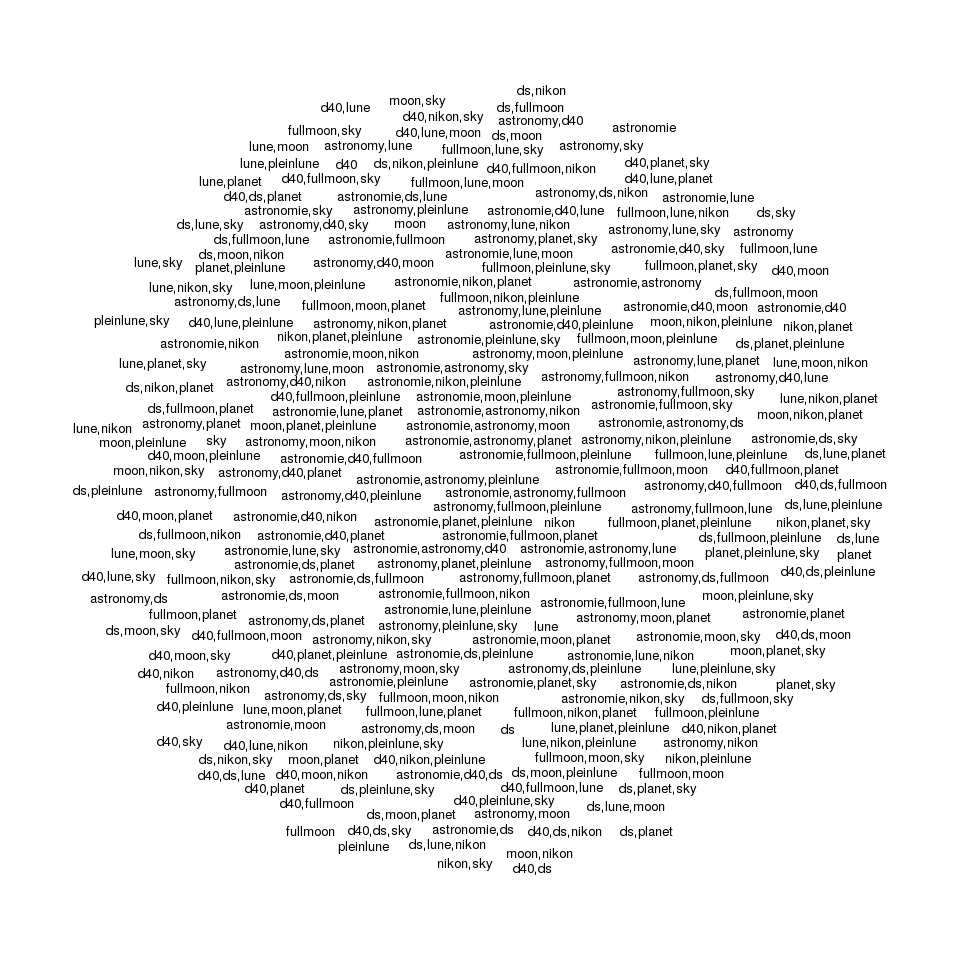 ds,nikon
moon,sky
d40,lune
ds,fullmoon
d40,nikon,sky
astronomy,d40
astronomie
fullmoon,sky
d40,lune,moon
ds,moon
lune,moon
astronomy,lune
fullmoon,lune,sky
astronomy,sky
lune,pleinlune
d40
ds,nikon,pleinlune
d40,fullmoon,nikon
d40,planet,sky
lune,planet
d40,fullmoon,sky
fullmoon,lune,moon
d40,lune,planet
d40,ds,planet
astronomie,ds,lune
astronomy,ds,nikon
astronomie,lune
astronomie,sky
astronomy,pleinlune
astronomie,d40,lune
fullmoon,lune,nikon
ds,sky
ds,lune,sky
astronomy,d40,sky
moon
astronomy,lune,nikon
astronomy,lune,sky
astronomy
ds,fullmoon,lune
astronomie,fullmoon
astronomy,planet,sky
astronomie,d40,sky
fullmoon,lune
ds,moon,nikon
astronomie,lune,moon
lune,sky
planet,pleinlune
astronomy,d40,moon
fullmoon,pleinlune,sky
fullmoon,planet,sky
d40,moon
lune,nikon,sky
lune,moon,pleinlune
astronomie,nikon,planet
astronomie,astronomy
ds,fullmoon,moon
astronomy,ds,lune
fullmoon,moon,planet
fullmoon,nikon,pleinlune
astronomy,lune,pleinlune
astronomie,d40,moon
astronomie,d40
pleinlune,sky
d40,lune,pleinlune
astronomy,nikon,planet
astronomie,d40,pleinlune
moon,nikon,pleinlune
nikon,planet
astronomie,nikon
nikon,planet,pleinlune
astronomie,pleinlune,sky
fullmoon,moon,pleinlune
ds,planet,pleinlune
astronomie,moon,nikon
astronomy,moon,pleinlune
lune,planet,sky
astronomy,lune,moon
astronomie,astronomy,sky
astronomy,lune,planet
lune,moon,nikon
ds,nikon,planet
astronomy,d40,nikon
astronomie,nikon,pleinlune
astronomy,fullmoon,nikon
astronomy,d40,lune
d40,fullmoon,pleinlune
astronomie,moon,pleinlune
astronomy,fullmoon,sky
lune,nikon,planet
ds,fullmoon,planet
astronomie,lune,planet
astronomie,astronomy,nikon
astronomie,fullmoon,sky
moon,nikon,planet
lune,nikon
astronomy,planet
moon,planet,pleinlune
astronomie,astronomy,moon
astronomie,astronomy,ds
moon,pleinlune
sky
astronomy,moon,nikon
astronomie,astronomy,planet
astronomy,nikon,pleinlune
astronomie,ds,sky
d40,moon,pleinlune
astronomie,d40,fullmoon
astronomie,fullmoon,pleinlune
fullmoon,lune,pleinlune
ds,lune,planet
moon,nikon,sky
astronomy,d40,planet
astronomie,astronomy,pleinlune
astronomie,fullmoon,moon
d40,fullmoon,planet
ds,pleinlune
astronomy,fullmoon
astronomy,d40,pleinlune
astronomie,astronomy,fullmoon
astronomy,d40,fullmoon
d40,ds,fullmoon
astronomy,fullmoon,pleinlune
astronomy,fullmoon,lune
ds,lune,pleinlune
d40,moon,planet
astronomie,d40,nikon
astronomie,planet,pleinlune
nikon
fullmoon,planet,pleinlune
nikon,planet,sky
ds,fullmoon,nikon
astronomie,d40,planet
astronomie,fullmoon,planet
ds,fullmoon,pleinlune
ds,lune
lune,moon,sky
astronomie,lune,sky
astronomie,astronomy,d40
astronomie,astronomy,lune
planet,pleinlune,sky
planet
astronomie,ds,planet
astronomy,planet,pleinlune
astronomy,fullmoon,moon
d40,lune,sky
fullmoon,nikon,sky
astronomie,ds,fullmoon
astronomy,fullmoon,planet
astronomy,ds,fullmoon
d40,ds,pleinlune
astronomy,ds
astronomie,ds,moon
astronomie,fullmoon,nikon
astronomie,fullmoon,lune
moon,pleinlune,sky
fullmoon,planet
astronomy,ds,planet
astronomie,lune,pleinlune
astronomy,moon,planet
astronomie,planet
ds,moon,sky
d40,fullmoon,moon
astronomy,pleinlune,sky
lune
astronomy,nikon,sky
astronomie,moon,planet
astronomie,moon,sky
d40,ds,moon
d40,moon,sky
d40,planet,pleinlune
astronomie,ds,pleinlune
astronomie,lune,nikon
moon,planet,sky
d40,nikon
astronomy,d40,ds
astronomy,moon,sky
astronomy,ds,pleinlune
lune,pleinlune,sky
fullmoon,nikon
astronomie,pleinlune
astronomie,planet,sky
astronomie,ds,nikon
planet,sky
astronomy,ds,sky
fullmoon,moon,nikon
astronomie,nikon,sky
ds,fullmoon,sky
d40,pleinlune
lune,moon,planet
fullmoon,lune,planet
fullmoon,nikon,planet
fullmoon,pleinlune
astronomie,moon
astronomy,ds,moon
ds
lune,planet,pleinlune
d40,nikon,planet
d40,sky
d40,lune,nikon
nikon,pleinlune,sky
lune,nikon,pleinlune
astronomy,nikon
ds,nikon,sky
moon,planet
d40,nikon,pleinlune
fullmoon,moon,sky
nikon,pleinlune
d40,ds,lune
d40,moon,nikon
astronomie,d40,ds
ds,moon,pleinlune
fullmoon,moon
d40,planet
ds,pleinlune,sky
d40,fullmoon,lune
ds,planet,sky
d40,fullmoon
d40,pleinlune,sky
ds,lune,moon
ds,moon,planet
astronomy,moon
fullmoon
d40,ds,sky
astronomie,ds
d40,ds,nikon
ds,planet
pleinlune
ds,lune,nikon
moon,nikon
nikon,sky
d40,ds